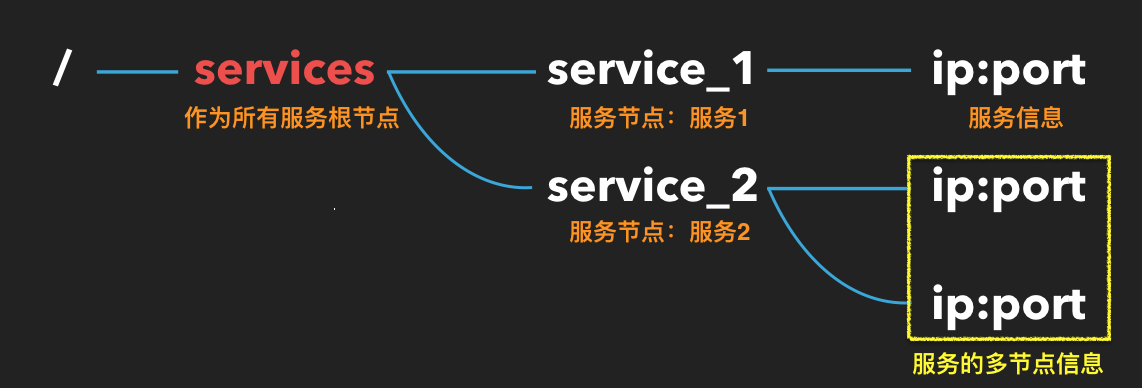 / services service_1 ip:port
作为所有服务根节点 服务节点：服务1 服务信息
service_2 ip:port
服务节点：服务2
ip:port
服务的多节点信息